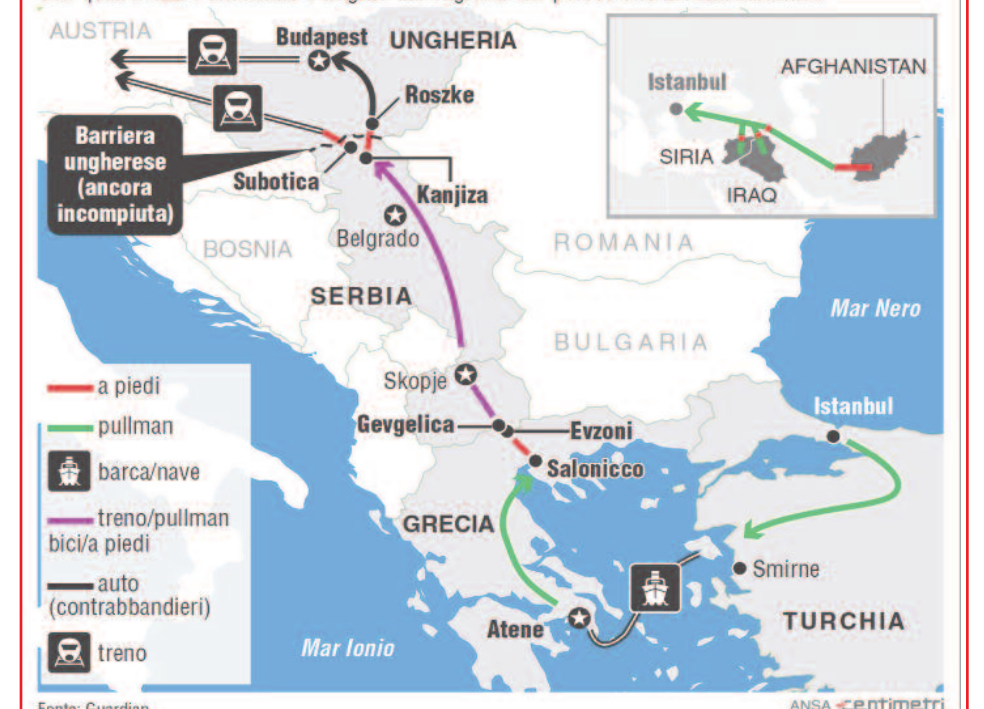 AUSTRIA
Budapest
UNGHERIA
Roszke
Barriera
ungherese
(ancora
incompiuta)
Subotica
Kanjiza
Belgrado
BOSNIA
SERBIA
ROMANIA
BULGARIA
Mar Nero
Istanbul
AFGHANISTAN
SIRIA
IRAQ
Skopje
Gevgelica
Evzoni
Salonicco
Istanbul
GRECIA
Smirne
TURCHIA
Atene
Mar Ionio
a piedi
pullman
barca/nave
treno/pullman
bici/a piedi
auto
(contrabbandieri)
treno
Fonte: Guardian
ANSA centimetri